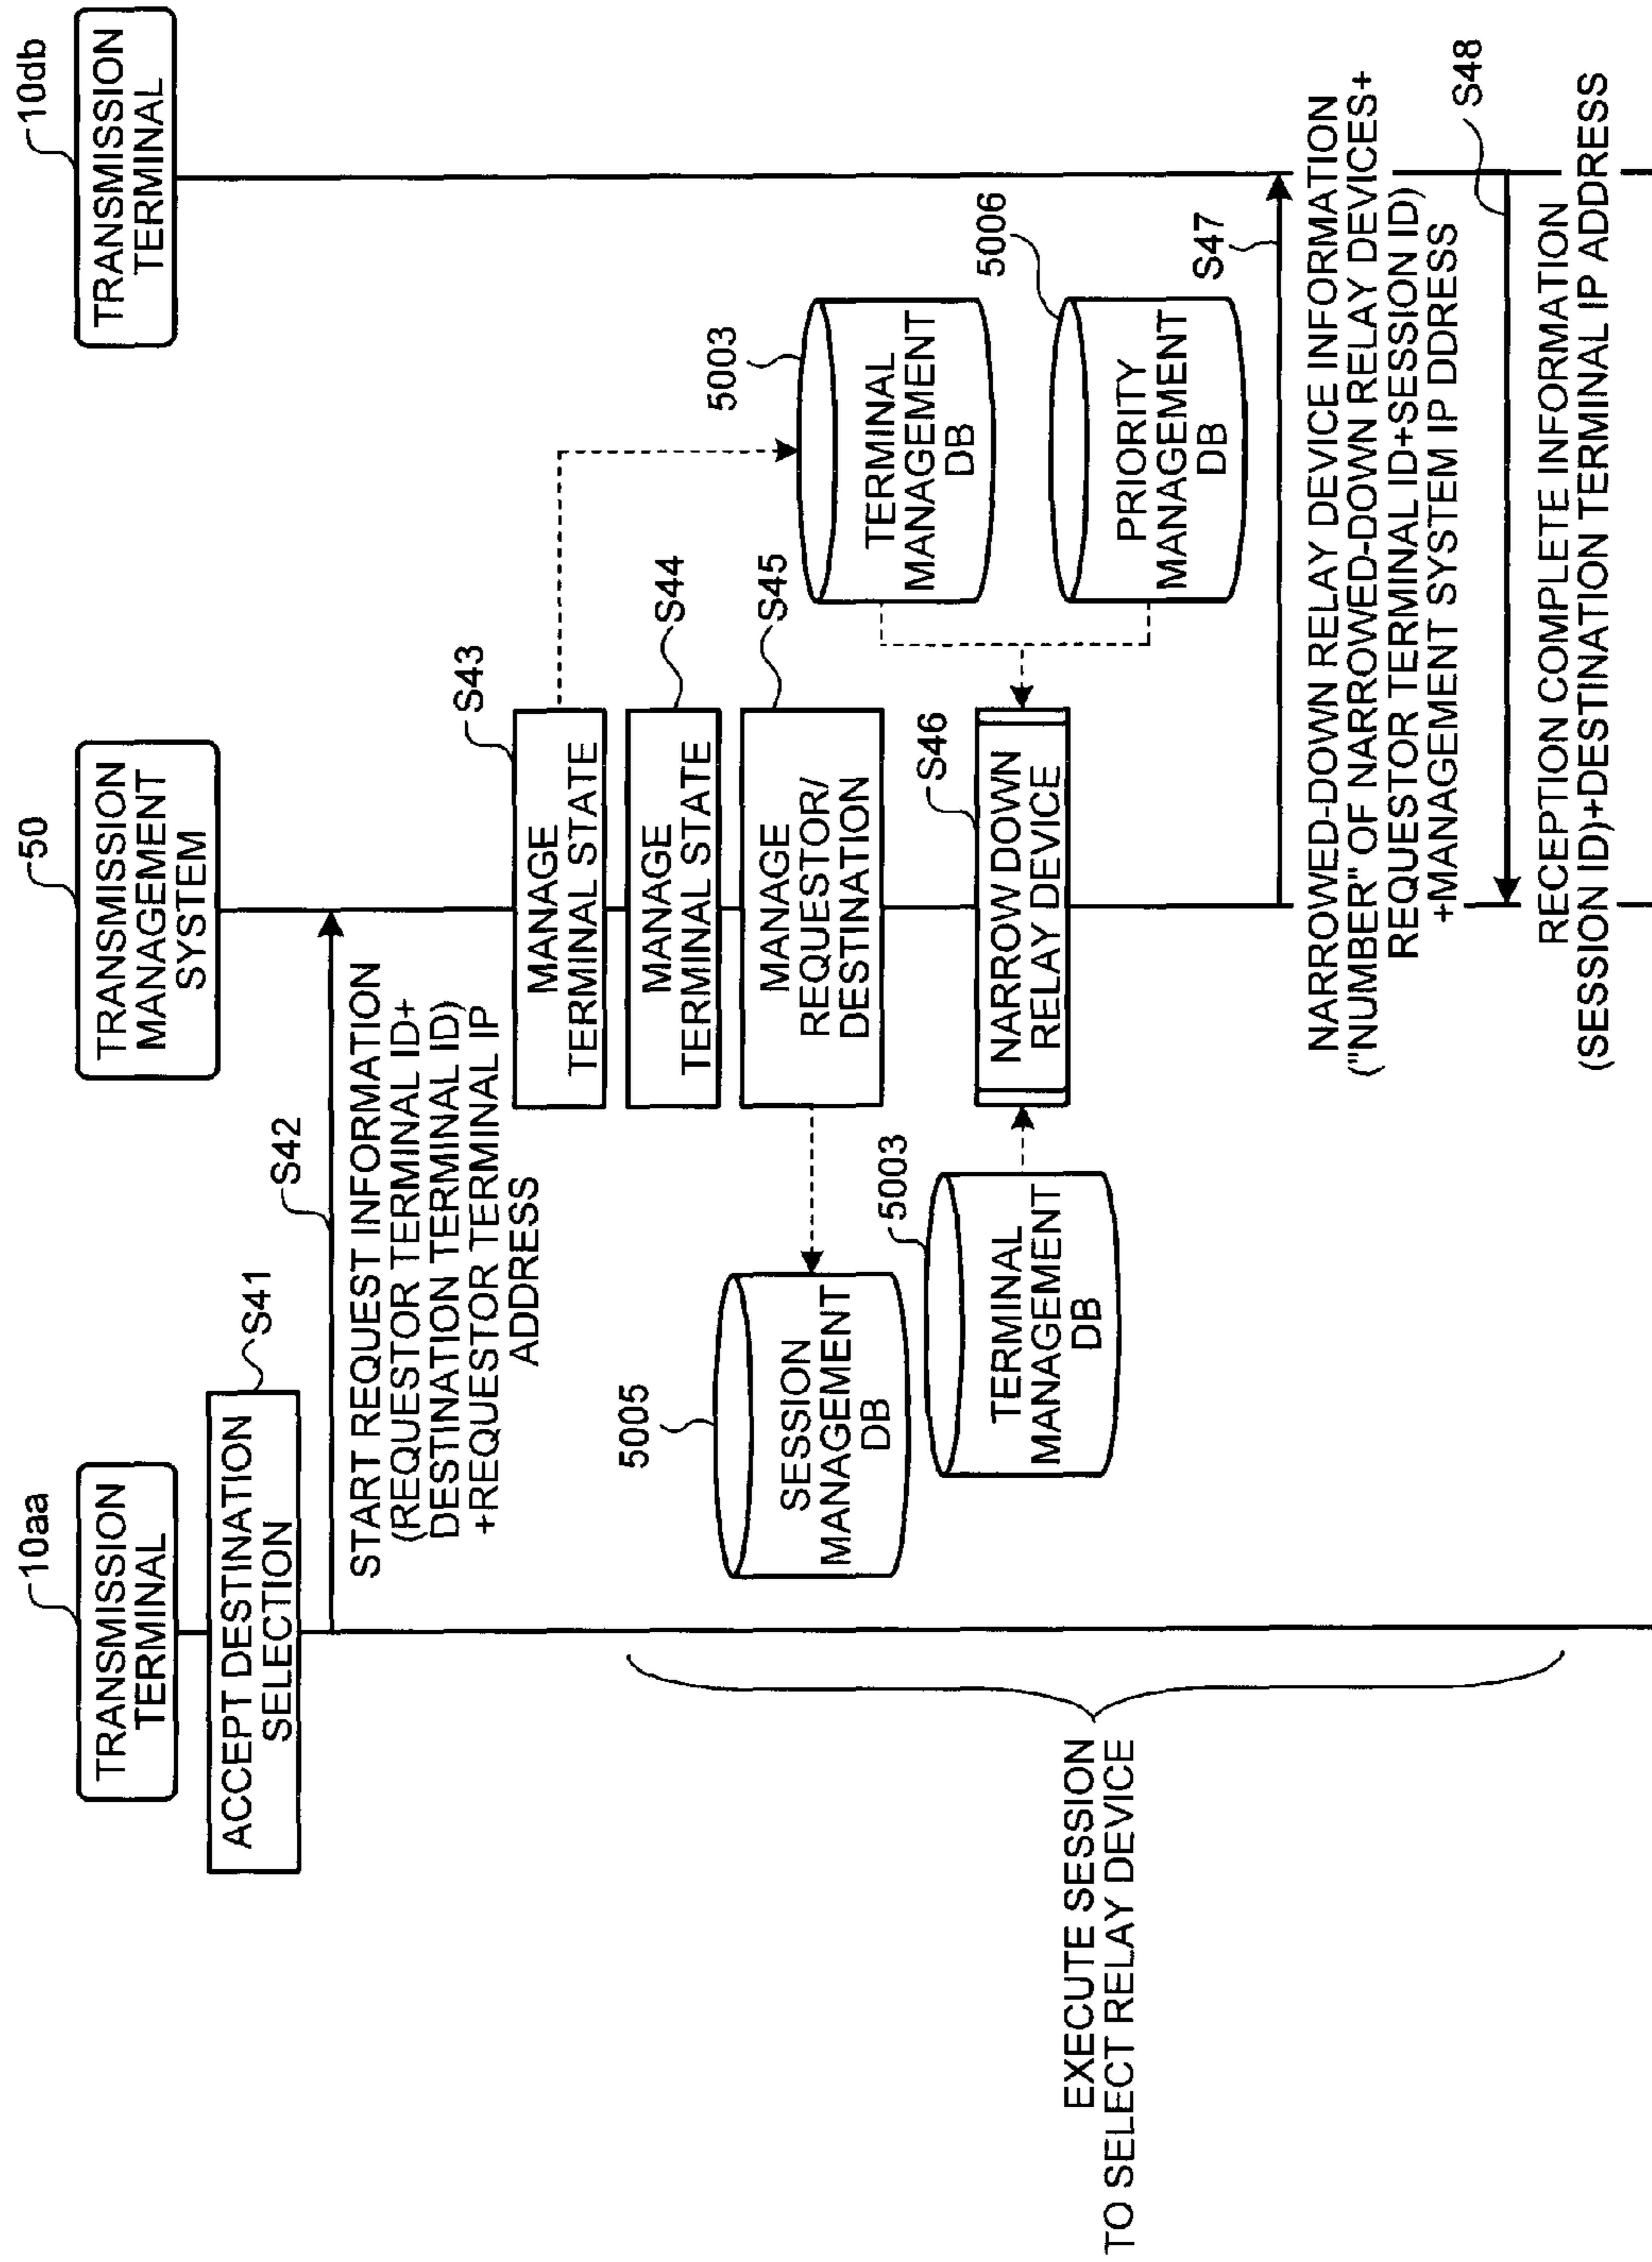 10aa
TRANSMISSION
TERMINAL
50
TRANSMISSION
MANAGEMENT
SYSTEM
10db
TRANSMISSION
TERMINAL
ACCEPT DESTINATION
SELECTION
S41
S42
START REQUEST INFORMATION
(REQUESTOR TERMINAL ID+
DESTINATION TERMINAL ID)
+REQUESTOR TERMINAL IP
ADDRESS
S43
MANAGE
TERMINAL STATE
S44
MANAGE
TERMINAL STATE
S45
MANAGE
REQUESTOR/
DESTINATION
5005
SESSION
MANAGEMENT
DB
5003
TERMINAL
MANAGEMENT
DB
5003
TERMINAL
MANAGEMENT
DB
S46
NARROW DOWN
RELAY DEVICE
5006
PRIORITY
MANAGEMENT
DB
EXECUTE SESSION
TO SELECT RELAY DEVICE
S47
NARROWED-DOWN RELAY DEVICE INFORMATION
("NUMBER" OF NARROWED-DOWN RELAY DEVICES+
REQUESTOR TERMINAL ID+SESSION ID)
+MANAGEMENT SYSTEM IP DDRESS
S48
RECEPTION COMPLETE INFORMATION
(SESSION ID)+DESTINATION TERMINAL IP ADDRESS